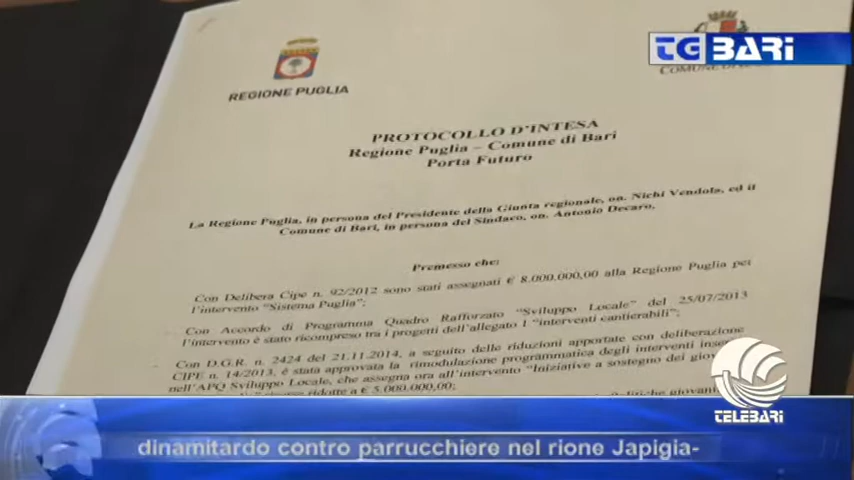 TG BARI
REGIONE PUGLIA
COMUNE DI
PROTOCOLLO D'INTESA
Regione Puglia – Comune di Bari
Porta Futuro
La Regione Puglia, in persona del Presidente della Giunta regionale, on. Nichi Vendola, ed il
Comune di Bari, in persona del Sindaco, on. Antonio Decaro,
Premesso che:
Con Delibera Cipe n. 92/2012 sono stati assegnati € 8.000.000,00 alla Regione Puglia per
l'intervento "Sistema Puglia";
Con Accordo di Programma Quadro Rafforzato "Sviluppo Locale" del 25/07/2013
l'intervento è stato ricompreso tra i progetti dell'allegato 1 "interventi cantierabili";
Con D.G.R. n. 2424 del 21.11.2014, a seguito delle riduzioni apportate con deliberazione
CIPE n. 14/2013, è stata approvata la rimodulazione programmatica degli interventi
nell'APQ Sviluppo Locale, che assegna ora all'intervento "Iniziative a sostegno dei
ridotte a € 5.000.000,00;
TELEBARI
dinamitardo contro parrucchiere nel rione Japigia-